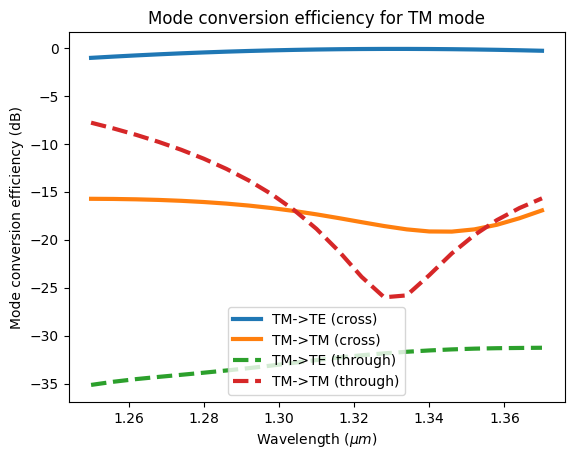 Mode conversion efficiency for TM mode
Mode conversion efficiency (dB)
0
−5
−10
−15
−20
−25
−30
−35
TM->TE (cross)
TM->TM (cross)
TM->TE (through)
TM->TM (through)
1.26
1.28
1.30
1.32
1.34
1.36
Wavelength (μm)